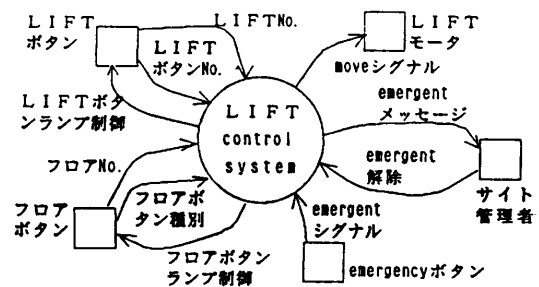 ＬＩＦＴ
ボタン
ＬＩＦＴNo.
ＬＩＦＴ
ボタンNo.
ＬＩＦＴボタ
ンランプ制御
ＬＩＦＴ
control
system
ＬＩＦＴ
モータ
moveシグナル
emergent
メッセージ
emergent
解除
サイト
管理者
フロアNo.
フロア
ボタン
フロアボ
タン種別
フロアボタン
ランプ制御
emergent
シグナル
emergencyボタン